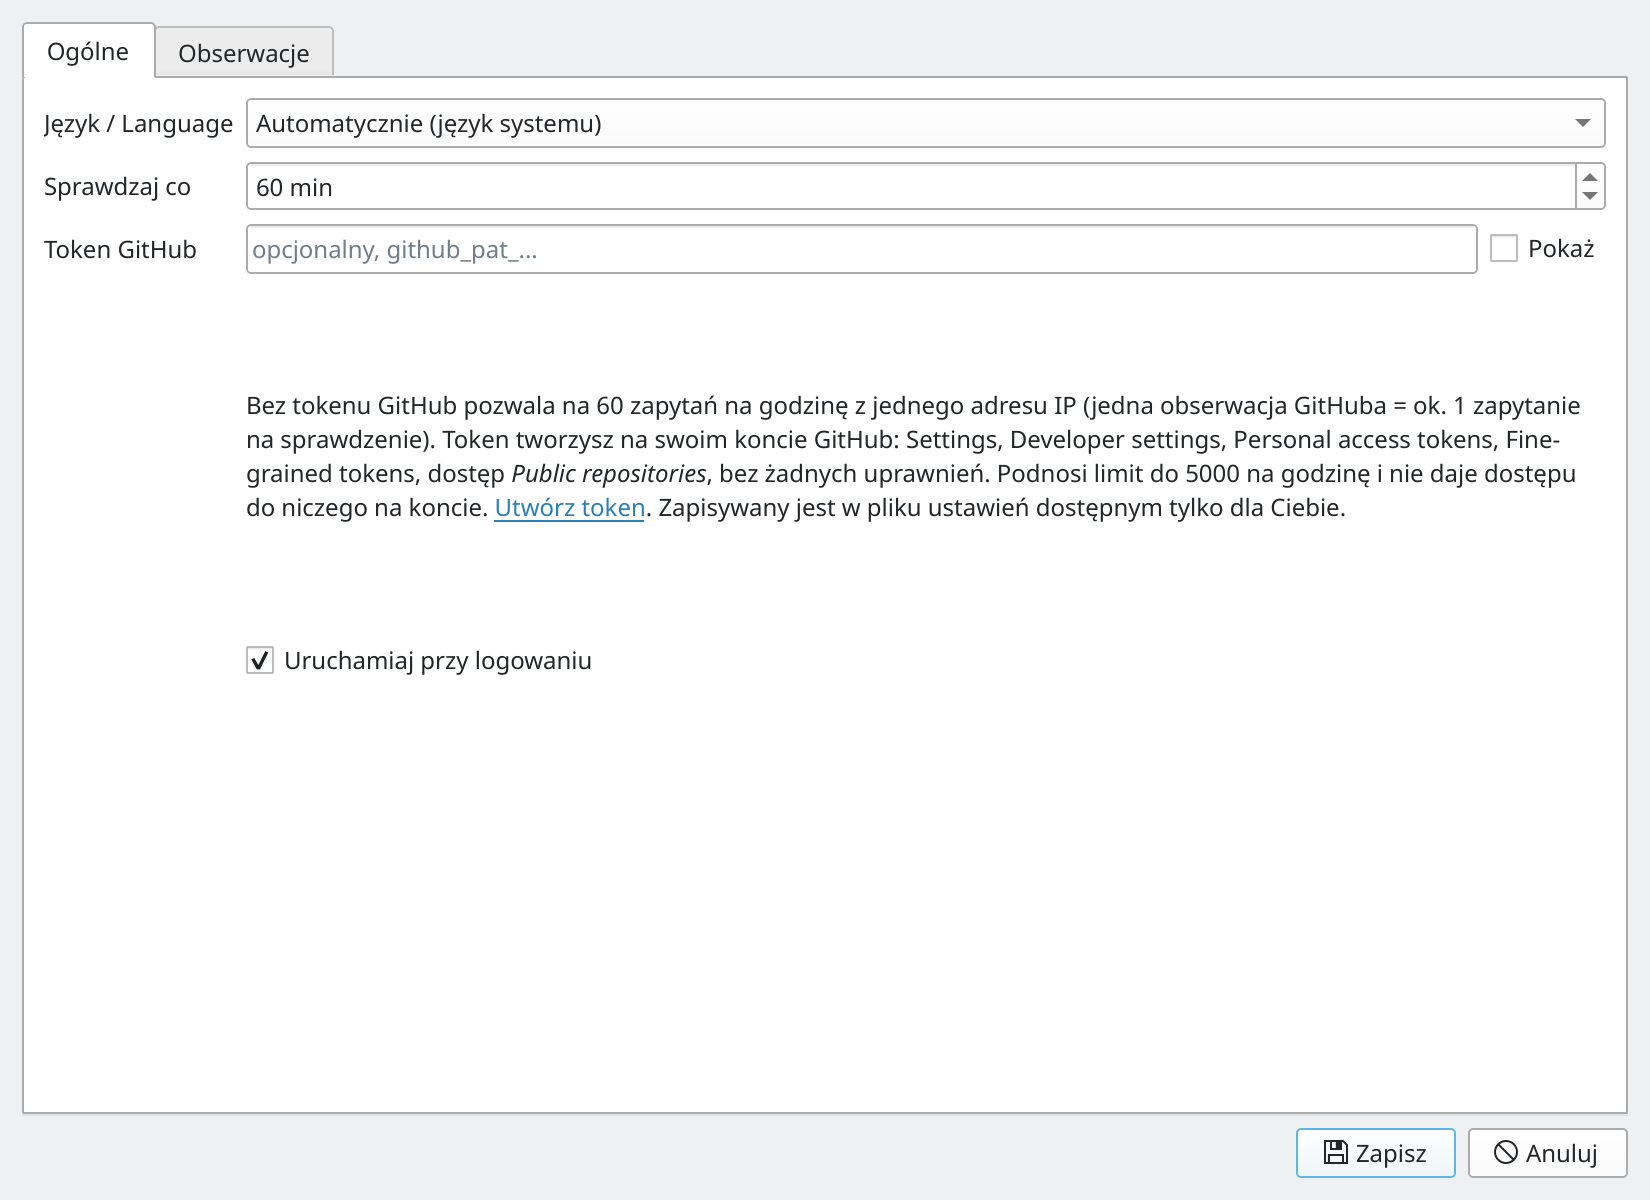 Ogólne
Obserwacje
Język / Language
Automatycznie (język systemu)
Sprawdzaj co
60 min
Token GitHub
opcjonalny, github_pat_...
Pokaż
Bez tokenu GitHub pozwala na 60 zapytań na godzinę z jednego adresu IP (jedna obserwacja GitHuba = ok. 1 zapytanie
na sprawdzenie). Token tworzysz na swoim koncie GitHub: Settings, Developer settings, Personal access tokens, Fine-
grained tokens, dostęp Public repositories, bez żadnych uprawnień. Podnosi limit do 5000 na godzinę i nie daje dostępu
do niczego na koncie. Utwórz token. Zapisywany jest w pliku ustawień dostępnym tylko dla Ciebie.
Uruchamiaj przy logowaniu
Zapisz
Anuluj